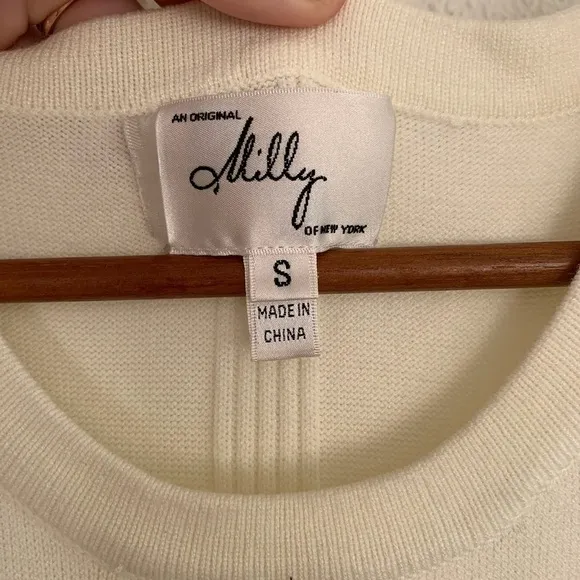 AN ORIGINAL
Milly
OF NEW YORK
S
MADE IN
CHINA